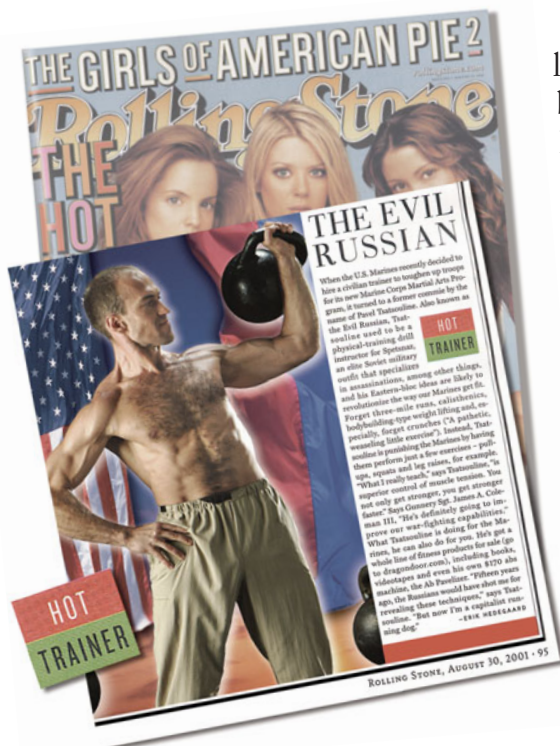 THE GIRLS OF AMERICAN PIE 2
Rolling Stone
THE
HOT
THE EVIL
RUSSIAN
When the U.S. Marines recently decided to
hire a civilian trainer to toughen up troops
for its new Marine Corps Martial Arts Pro-
gram, it turned to a former commie by the
name of Pavel Tsatsouline. Also known as
the Evil Russian, Tsat-
souline used to be a
physical-training drill
instructor for Spetsnaz,
an elite Soviet military
outfit that specializes
in assassinations, among other things,
and his Eastern-bloc ideas are likely to
revolutionize the way our Marines get fit.
Forget three-mile runs, calisthenics,
bodybuilding-type weight lifting and, es-
pecially, forget crunches ("A pathetic,
weaseling little exercise"). Instead, Tsat-
souline is punishing the Marines by having
them perform just a few exercises – pull-
ups, squats and leg raises, for example.
"What I really teach," says Tsatsouline, "is
superior control of muscle tension. You
not only get stronger, you get stronger
faster." Says Gunnery Sgt. James A. Cole-
man III, "He's definitely going to im-
prove our war-fighting capabilities."
What Tsatsouline is doing for the Ma-
rines, he can also do for you. He's got a
whole line of fitness products for sale (go
to dragondoor.com), including books,
videotapes and even his own $170 abs
machine, the Ab Pavelizer. "Fifteen years
ago, the Russians would have shot me for
revealing these techniques," says Tsat-
souline. "But now I'm a capitalist run-
ning dog."
–ERIK HEDEGAARD
HOT
TRAINER
HOT
TRAINER
ROLLING STONE, AUGUST 30, 2001 · 95